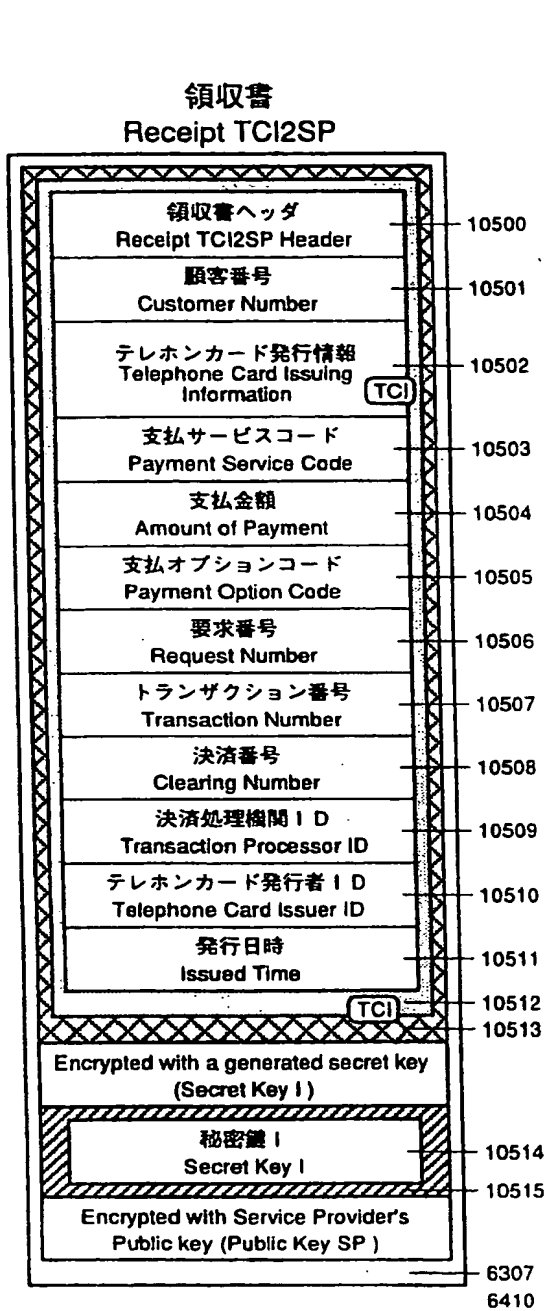 領収書
Receipt TCI2SP
領収書ヘッダ
Receipt TCI2SP Header
10500
顧客番号
Customer Number
10501
テレホンカード発行情報
Telephone Card Issuing
Information
TCI
10502
支払サービスコード
Payment Service Code
10503
支払金額
Amount of Payment
10504
支払オプションコード
Payment Option Code
10505
要求番号
Request Number
10506
トランザクション番号
Transaction Number
10507
決済番号
Clearing Number
10508
決済処理機関ID
Transaction Processor ID
10509
テレホンカード発行者ID
Telephone Card Issuer ID
10510
発行日時
Issued Time
10511
TCI
10512
10513
Encrypted with a generated secret key
(Secret Key I)
秘密鍵 I
Secret Key I
10514
10515
Encrypted with Service Provider's
Public key (Public Key SP )
6307
6410